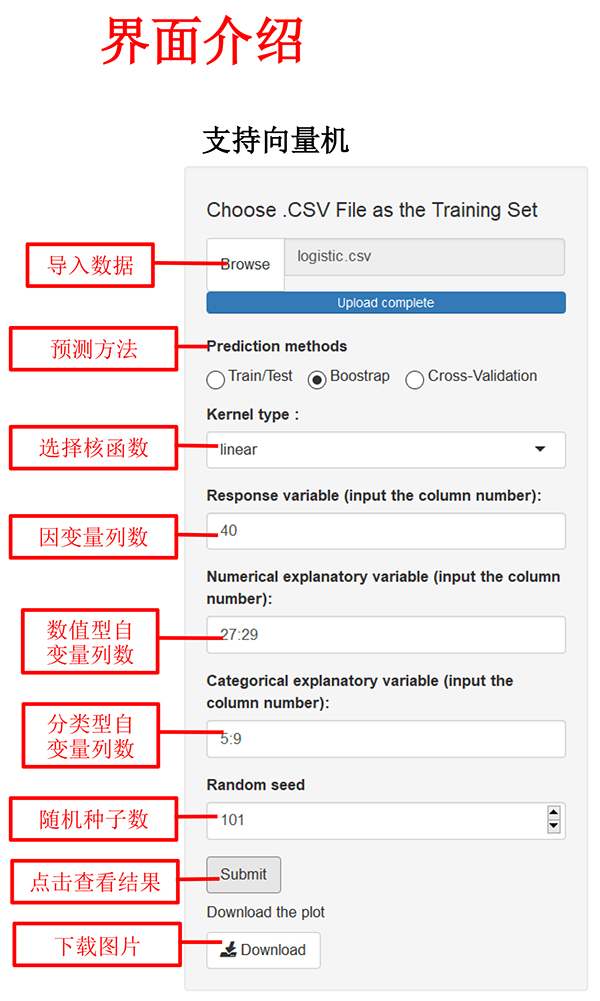 界面介绍
支持向量机
Choose .CSV File as the Training Set
导入数据
Browse
logistic.csv
Upload complete
预测方法
Prediction methods
Train/Test
Boostrap
Cross-Validation
Kernel type :
选择核函数
linear
Response variable (input the column number):
因变量列数
40
Numerical explanatory variable (input the column
number):
数值型自
变量列数
27:29
Categorical explanatory variable (input the
column number):
分类型自
变量列数
5:9
Random seed
随机种子数
101
点击查看结果
Submit
Download the plot
下载图片
Download